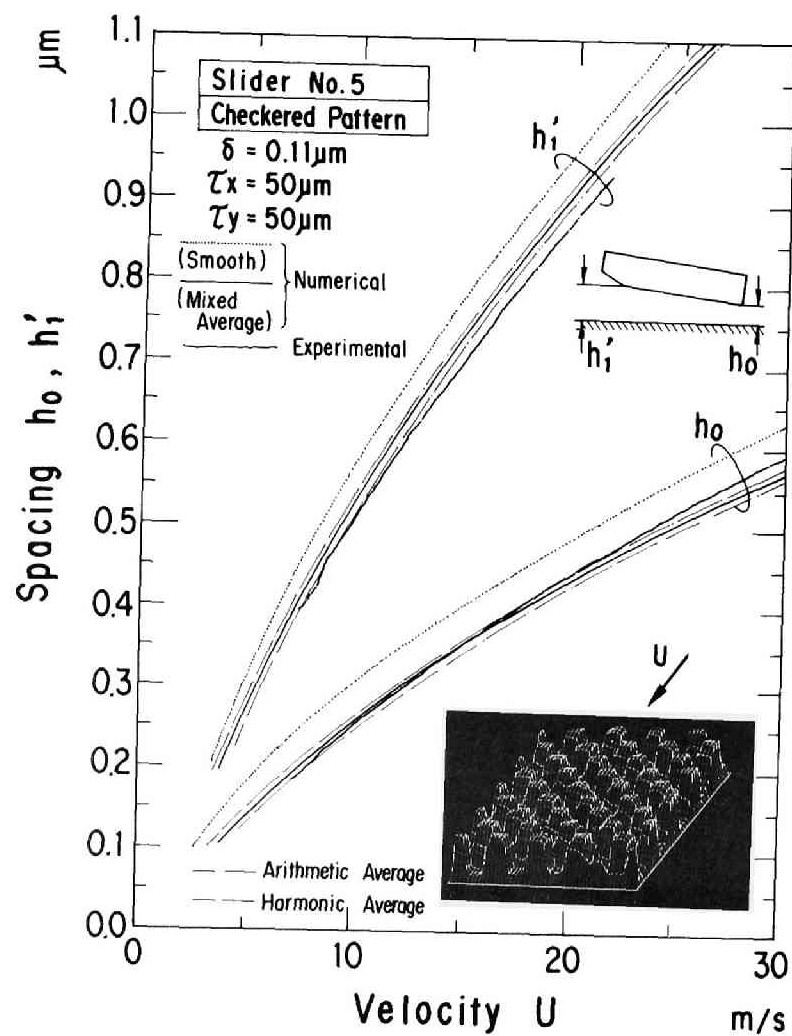 1.1
μm
1.0
0.9
0.8
0.7
0.6
0.5
0.4
0.3
0.2
0.1
0.0
Spacing h₀, h₁′
Slider No.5
Checkered Pattern
δ = 0.11μm
τx = 50μm
τy = 50μm
(Smooth)
(Mixed
Average)
Numerical
Experimental
h₁′
h₁′
h₀
h₀
U
Arithmetic Average
Harmonic Average
0
10
20
30
Velocity U
m/s